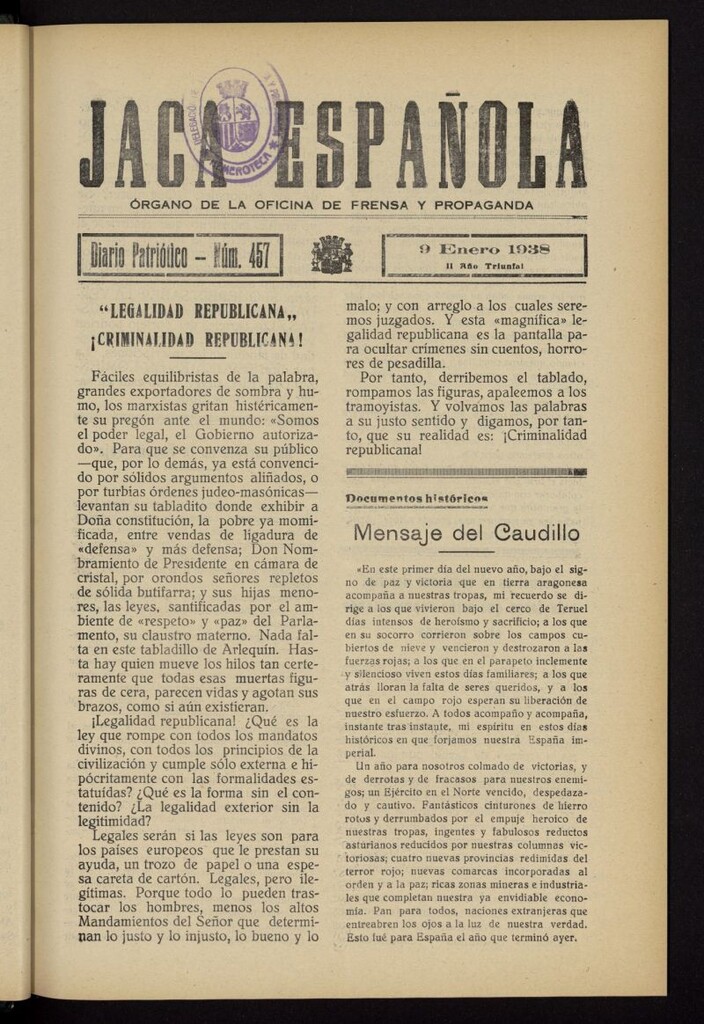 JACA ESPAÑOLA
HEROTECA
ÓRGANO DE LA OFICINA DE FRENSA Y PROPAGANDA
Diario Patriótico — Núm. 457
9 Enero 1938
II Año Triunfal
“LEGALIDAD REPUBLICANA„
¡CRIMINALIDAD REPUBLICANA!
Fáciles equilibristas de la palabra,
grandes exportadores de sombra y hu-
mo, los marxistas gritan histéricamen-
te su pregón ante el mundo: «Somos
el poder legal, el Gobierno autoriza-
do». Para que se convenza su público
—que, por lo demás, ya está convenci-
do por sólidos argumentos aliñados, o
por turbias órdenes judeo-masónicas—
levantan su tabladito donde exhibir a
Doña constitución, la pobre ya momi-
ficada, entre vendas de ligadura de
«defensa» y más defensa; Don Nom-
bramiento de Presidente en cámara de
cristal, por orondos señores repletos
de sólida butifarra; y sus hijas meno-
res, las leyes, santificadas por el am-
biente de «respeto» y «paz» del Parla-
mento, su claustro materno. Nada fal-
ta en este tabladillo de Arlequín. Has-
ta hay quien mueve los hilos tan certe-
ramente que todas esas muertas figu-
ras de cera, parecen vidas y agotan sus
brazos, como si aún existieran.
¡Legalidad republicana! ¿Qué es la
ley que rompe con todos los mandatos
divinos, con todos los principios de la
civilización y cumple sólo externa e hi-
pócritamente con las formalidades es-
tatuídas? ¿Qué es la forma sin el con-
tenido? ¿La legalidad exterior sin la
legitimidad?
Legales serán si las leyes son para
los países europeos que le prestan su
ayuda, un trozo de papel o una espe-
sa careta de cartón. Legales, pero ile-
gítimas. Porque todo lo pueden tras-
tocar los hombres, menos los altos
Mandamientos del Señor que determi-
nan lo justo y lo injusto, lo bueno y lo
malo; y con arreglo a los cuales sere-
mos juzgados. Y esta «magnífica» le-
galidad republicana es la pantalla pa-
ra ocultar crímenes sin cuentos, horro-
res de pesadilla.
Por tanto, derribemos el tablado,
rompamos las figuras, apaleemos a los
tramoyistas. Y volvamos las palabras
a su justo sentido y digamos, por tan-
to, que su realidad es: ¡Criminalidad
republicana!
Documentos históricos
Mensaje del Caudillo
«En este primer día del nuevo año, bajo el sig-
no de paz y victoria que en tierra aragonesa
acompaña a nuestras tropas, mi recuerdo se di-
rige a los que vivieron bajo el cerco de Teruel
días intensos de heroísmo y sacrificio; a los que
en su socorro corrieron sobre los campos cu-
biertos de nieve y vencieron y destrozaron a las
fuerzas rojas; a los que en el parapeto inclemente
y silencioso viven estos días familiares; a los que
atrás lloran la falta de seres queridos, y a los
que en el campo rojo esperan su liberación de
nuestro esfuerzo. A todos acompaño y acompaña,
instante tras instante, mi espíritu en estos días
históricos en que forjamos nuestra España im-
perial.
Un año para nosotros colmado de victorias, y
de derrotas y de fracasos para nuestros enemi-
gos; un Ejército en el Norte vencido, despedaza-
do y cautivo. Fantásticos cinturones de hierro
rotos y derrumbados por el empuje heroico de
nuestras tropas, ingentes y fabulosos reductos
asturianos reducidos por nuestras columnas vic-
toriosas; cuatro nuevas provincias redimidas del
terror rojo; nuevas comarcas incorporadas al
orden y a la paz; ricas zonas mineras e industria-
les que completan nuestra ya envidiable econo-
mía. Pan para todos, naciones extranjeras que
entreabren los ojos a la luz de nuestra verdad.
Esto fué para España el año que terminó ayer.